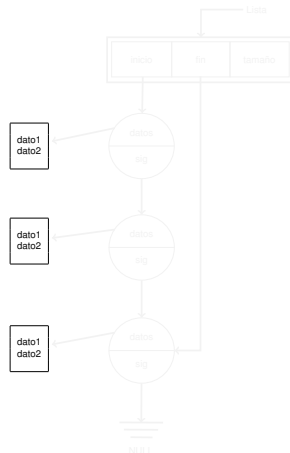 Lista
inicio
fin
tamaño
datos
dato1
dato2
sig
datos
dato1
dato2
sig
datos
dato1
dato2
sig
NULL